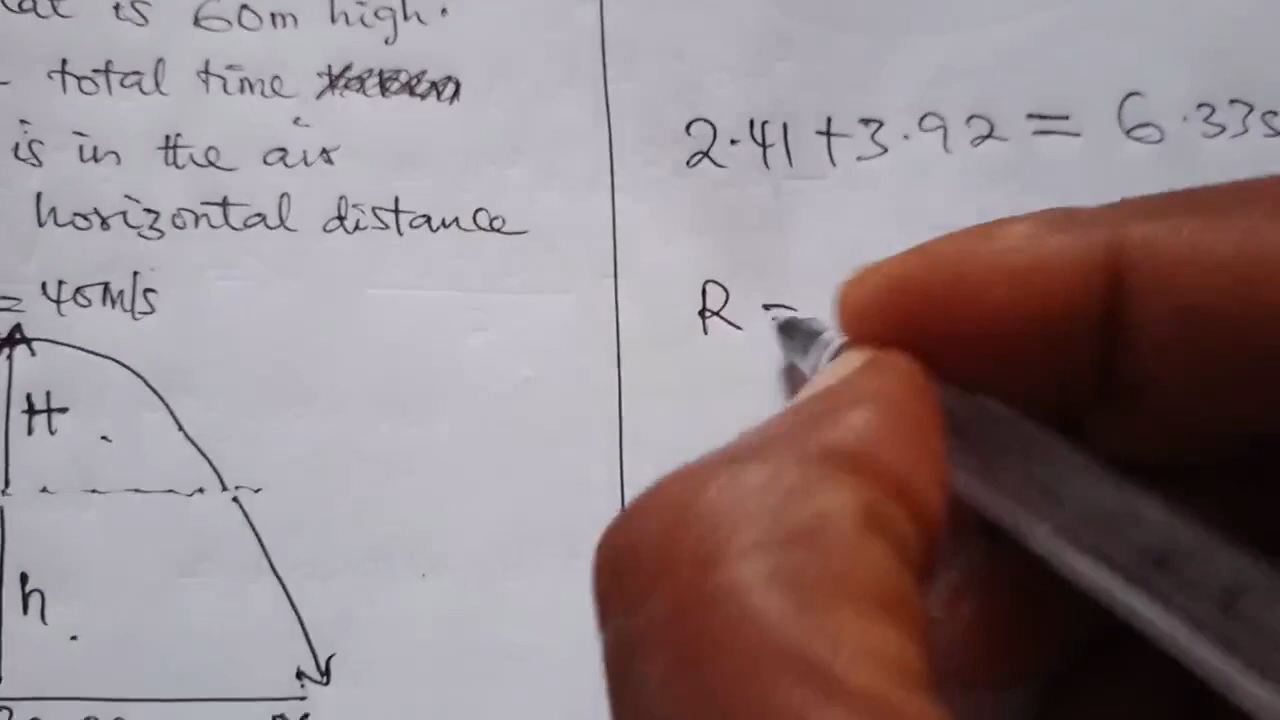 is 60m high.
total time
is in the air
horizontal distance
= 40m/s
H
h
2.41+3.92 = 6.33s
R =